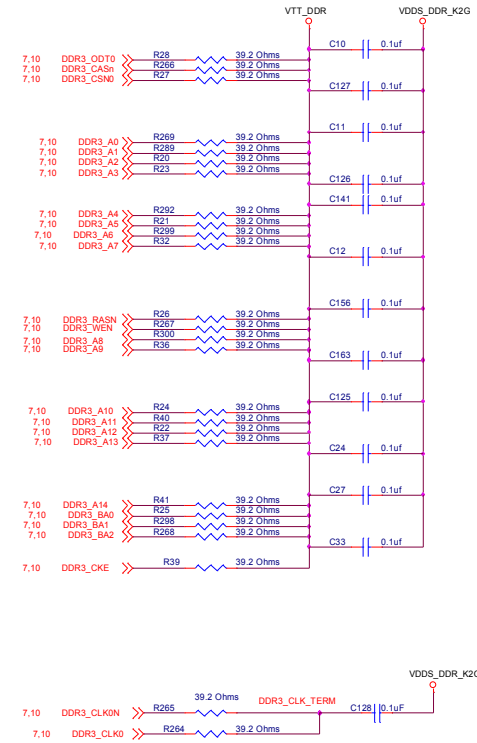 VTT_DDR VDDS_DDR_K2G
C10 0.1uf
7,10 DDR3_ODT0 R28 39.2 Ohms
7,10 DDR3_CASn R266 39.2 Ohms
7,10 DDR3_CSN0 R27 39.2 Ohms
C127 0.1uf
C11 0.1uf
7,10 DDR3_A0 R269 39.2 Ohms
7,10 DDR3_A1 R289 39.2 Ohms
7,10 DDR3_A2 R20 39.2 Ohms
7,10 DDR3_A3 R23 39.2 Ohms
C126 0.1uf
C141 0.1uf
7,10 DDR3_A4 R292 39.2 Ohms
7,10 DDR3_A5 R21 39.2 Ohms
7,10 DDR3_A6 R299 39.2 Ohms
7,10 DDR3_A7 R32 39.2 Ohms
C12 0.1uf
C156 0.1uf
7,10 DDR3_RASN R26 39.2 Ohms
7,10 DDR3_WEN R267 39.2 Ohms
7,10 DDR3_A8 R300 39.2 Ohms
7,10 DDR3_A9 R36 39.2 Ohms
C163 0.1uf
C125 0.1uf
7,10 DDR3_A10 R24 39.2 Ohms
7,10 DDR3_A11 R40 39.2 Ohms
7,10 DDR3_A12 R22 39.2 Ohms
7,10 DDR3_A13 R37 39.2 Ohms
C24 0.1uf
C27 0.1uf
7,10 DDR3_A14 R41 39.2 Ohms
7,10 DDR3_BA0 R25 39.2 Ohms
7,10 DDR3_BA1 R298 39.2 Ohms
7,10 DDR3_BA2 R268 39.2 Ohms
C33 0.1uf
7,10 DDR3_CKE R39 39.2 Ohms
VDDS_DDR_K2G
39.2 Ohms DDR3_CLK_TERM
7,10 DDR3_CLK0N R265 C128 0.1uF
7,10 DDR3_CLK0 R264 39.2 Ohms